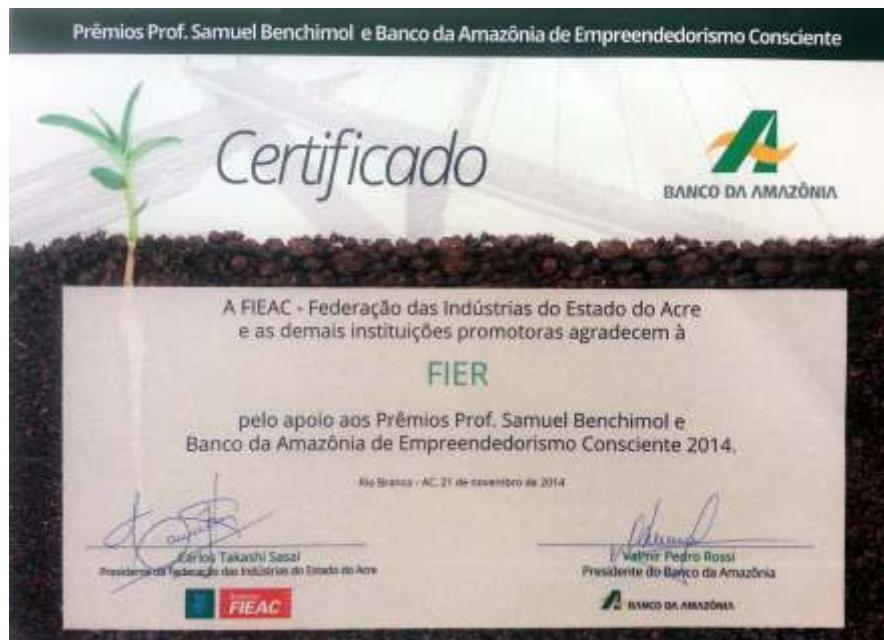 Prêmios Prof. Samuel Benchimol e Banco da Amazônia de Empreendedorismo Consciente
Certificado
BANCO DA AMAZÔNIA
A FIEAC - Federação das Indústrias do Estado do Acre
e as demais instituições promotoras agradecem à
FIER
pelo apoio aos Prêmios Prof. Samuel Benchimol e
Banco da Amazônia de Empreendedorismo Consciente 2014.
Rio Branco - AC, 21 de novembro de 2014
Carlos Takashi Sasai
Presidente da Federação das Indústrias do Estado do Acre
FIEAC
Valmir Pedro Rossi
Presidente do Banco da Amazônia
BANCO DA AMAZÔNIA